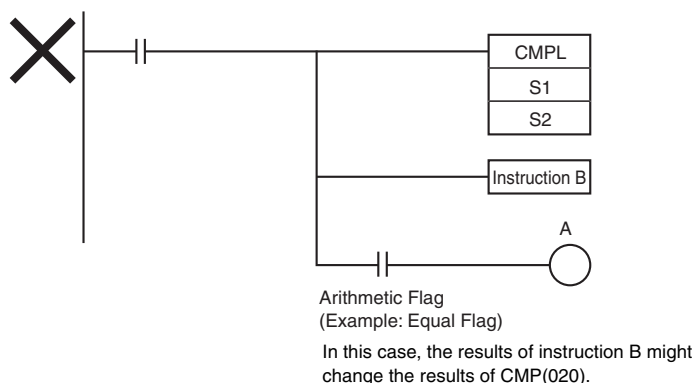 CMPL
S1
S2
Instruction B
A
Arithmetic Flag
(Example: Equal Flag)
In this case, the results of instruction B might
change the results of CMP(020).